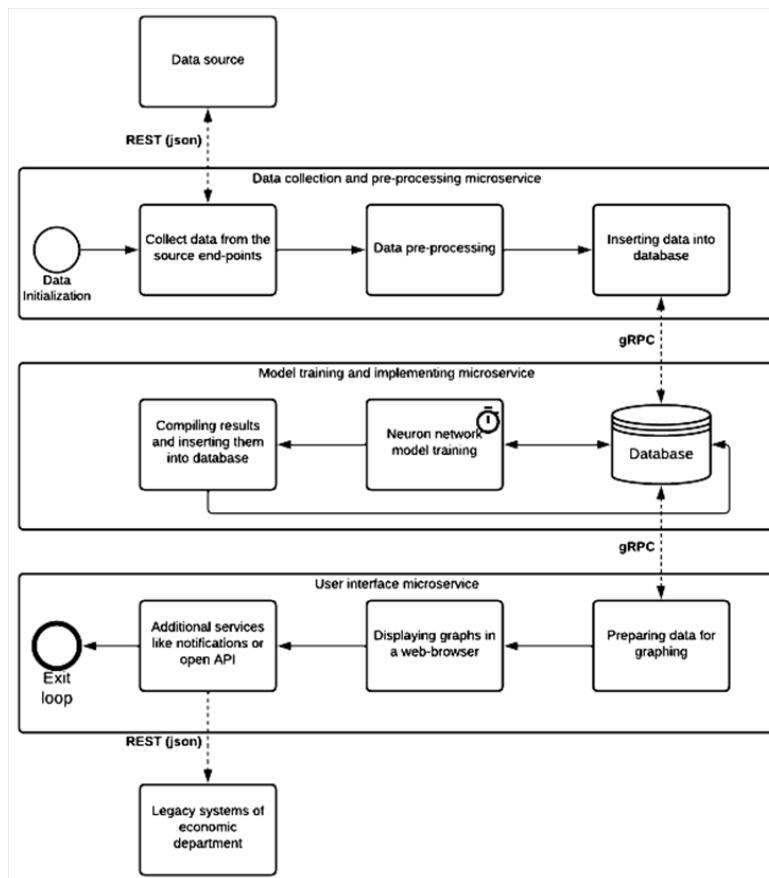 Data source
REST (json)
Data collection and pre-processing microservice
Data
Initialization
Collect data from the
source end-points
Data pre-processing
Inserting data into
database
gRPC
Model training and implementing microservice
Compiling results
and inserting them
into database
Neuron network
model training
Database
gRPC
User interface microservice
Exit
loop
Additional services
like notifications or
open API
Displaying graphs in
a web-browser
Preparing data for
graphing
REST (json)
Legacy systems of
economic
department